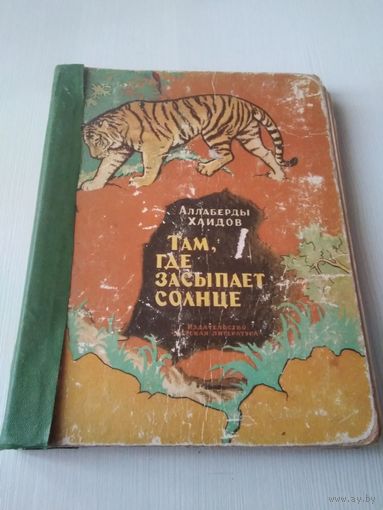 АЛЛАБЕРДЫ
ХАИДОВ
ТАМ,
ГДЕ
ЗАСЫПАЕТ
СОЛНЦЕ
ИЗДАТЕЛЬСТВО
ДЕТСКАЯ ЛИТЕРАТУРА
www.ay.by